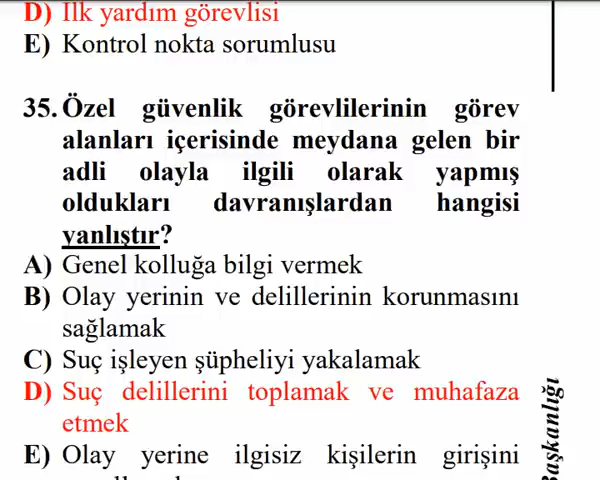 D) İlk yardım görevlisi
E) Kontrol nokta sorumlusu
35. Özel güvenlik görevlilerinin görev
alanları içerisinde meydana gelen bir
adli olayla ilgili olarak yapmış
oldukları davranışlardan hangisi
yanlıştır?
A) Genel kolluğa bilgi vermek
B) Olay yerinin ve delillerinin korunmasını
sağlamak
C) Suç işleyen şüpheliyi yakalamak
D) Suç delillerini toplamak ve muhafaza
etmek
E) Olay yerine ilgisiz kişilerin girişini